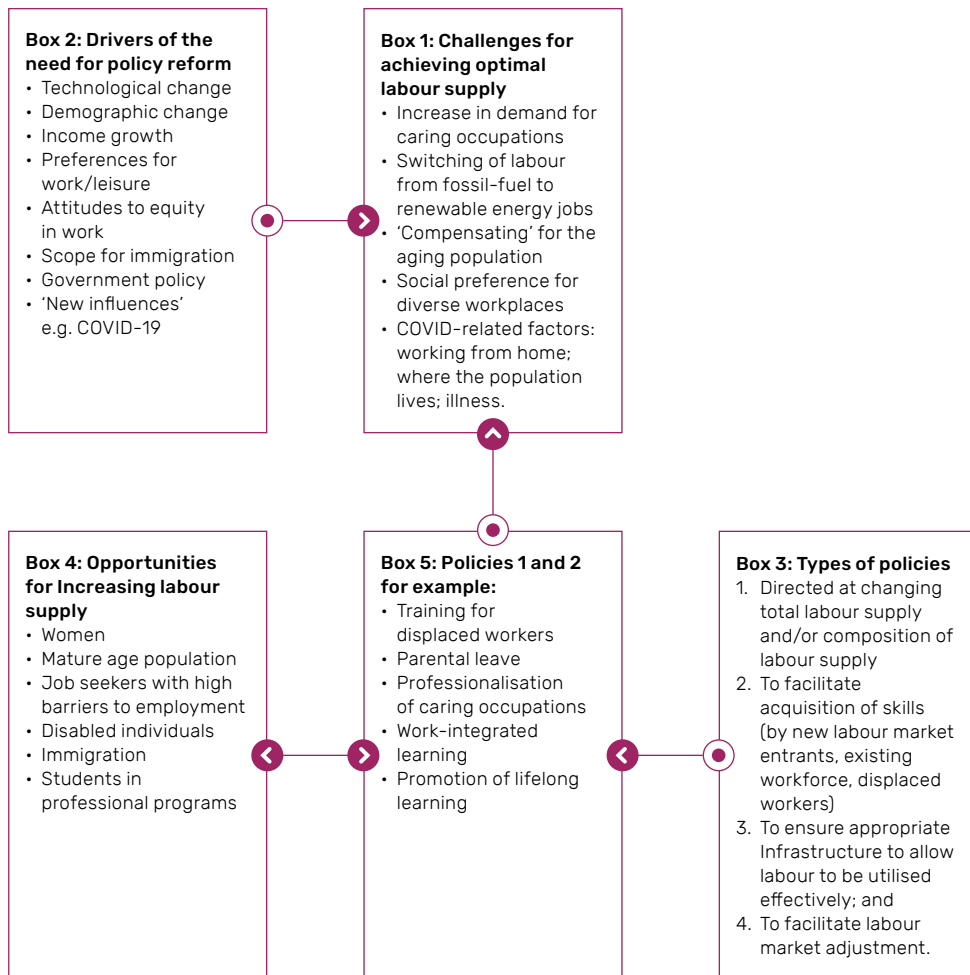 Box 2: Drivers of the
need for policy reform
• Technological change
• Demographic change
• Income growth
• Preferences for
work/leisure
• Attitudes to equity
in work
• Scope for immigration
• Government policy
• ‘New influences’
e.g. COVID-19
Box 1: Challenges for
achieving optimal
labour supply
• Increase in demand for
caring occupations
• Switching of labour
from fossil-fuel to
renewable energy jobs
• ‘Compensating’ for the
aging population
• Social preference for
diverse workplaces
• COVID-related factors:
working from home;
where the population
lives; illness.
Box 4: Opportunities
for Increasing labour
supply
• Women
• Mature age population
• Job seekers with high
barriers to employment
• Disabled individuals
• Immigration
• Students in
professional programs
Box 5: Policies 1 and 2
for example:
• Training for
displaced workers
• Parental leave
• Professionalisation
of caring occupations
• Work-integrated
learning
• Promotion of lifelong
learning
Box 3: Types of policies
1. Directed at changing
total labour supply
and/or composition of
labour supply
2. To facilitate
acquisition of skills
(by new labour market
entrants, existing
workforce, displaced
workers)
3. To ensure appropriate
Infrastructure to allow
labour to be utilised
effectively; and
4. To facilitate labour
market adjustment.